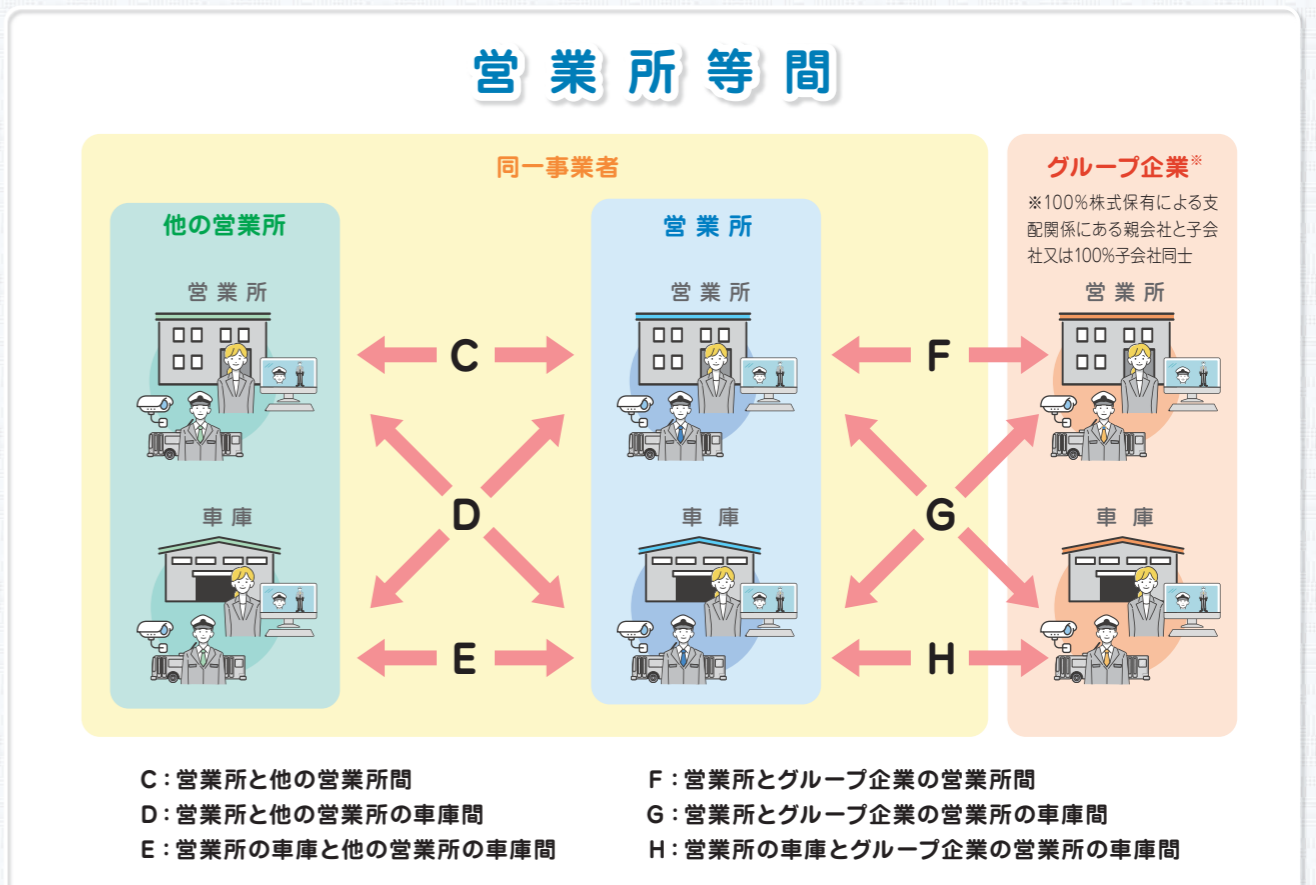 営業所等間
同一事業者
グループ企業※
※100%株式保有による支
配関係にある親会社と子会
社又は100%子会社同士
他の営業所
営業所
営業所
営業所
営業所
C
F
D
G
車庫
車庫
車庫
E
H
C：営業所と他の営業所間
D：営業所と他の営業所の車庫間
E：営業所の車庫と他の営業所の車庫間
F：営業所とグループ企業の営業所間
G：営業所とグループ企業の営業所の車庫間
H：営業所の車庫とグループ企業の営業所の車庫間